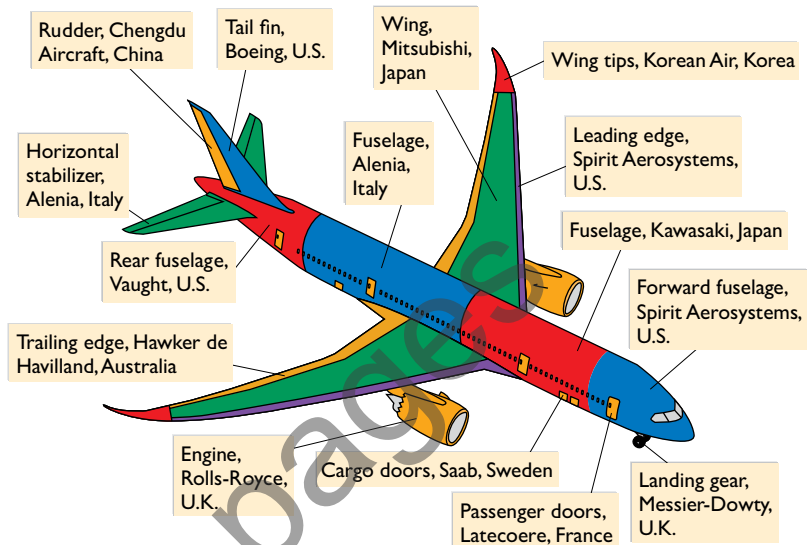 Rudder, Chengdu
Aircraft, China
Tail fin,
Boeing, U.S.
Wing,
Mitsubishi,
Japan
Wing tips, Korean Air, Korea
Horizontal
stabilizer,
Alenia, Italy
Fuselage,
Alenia,
Italy
Leading edge,
Spirit Aerosystems,
U.S.
Rear fuselage,
Vaught, U.S.
Fuselage, Kawasaki, Japan
Forward fuselage,
Spirit Aerosystems,
U.S.
Trailing edge, Hawker de
Havilland, Australia
Engine,
Rolls-Royce,
U.K.
Cargo doors, Saab, Sweden
Passenger doors,
Latecoere, France
Landing gear,
Messier-Dowty,
U.K.
pages